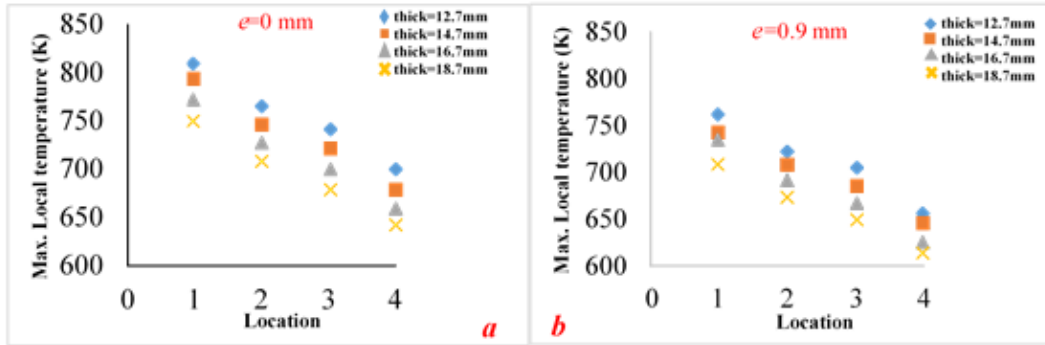 850
800
750
700
650
600
Max. Local temperature (K)
e=0 mm
thick=12.7mm
thick=14.7mm
thick=16.7mm
thick=18.7mm
0 1 2 3 4
Location
a
850
800
750
700
650
600
Max. Local temperature (K)
e=0.9 mm
thick=12.7mm
thick=14.7mm
thick=16.7mm
thick=18.7mm
0 1 2 3 4
Location
b